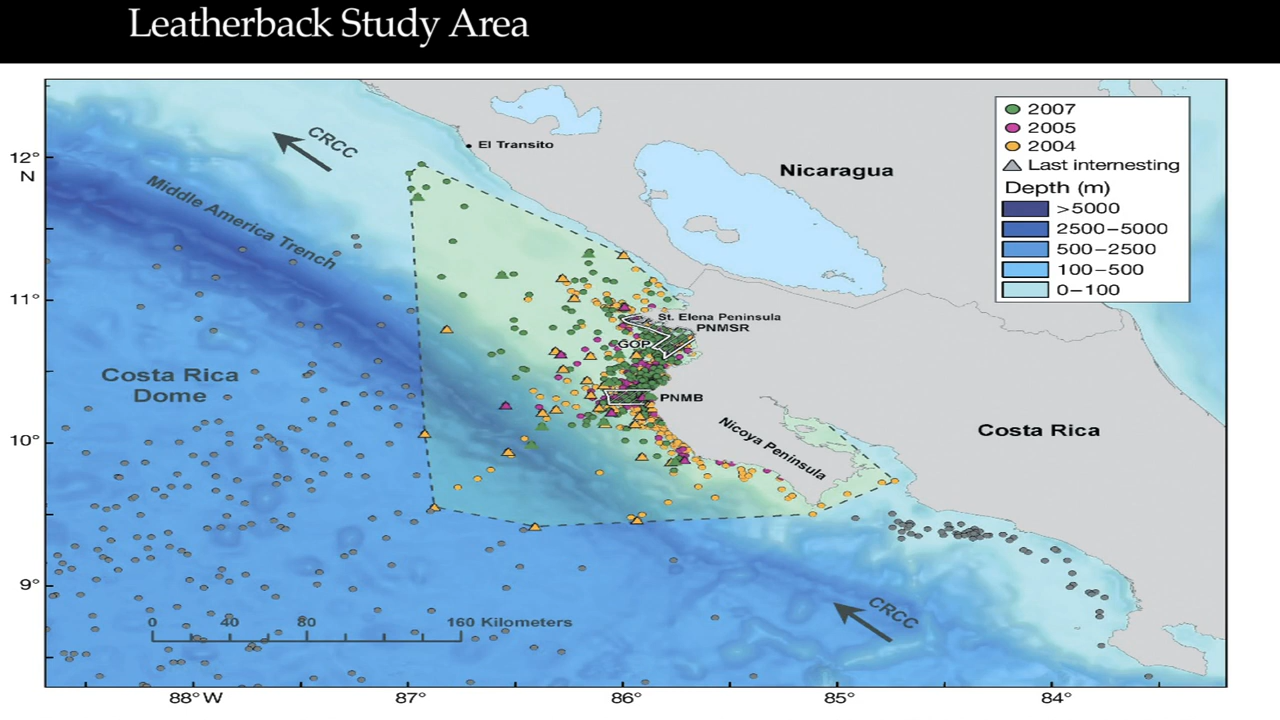 Leatherback Study Area
2007
2005
2004
Last internesting
Depth (m)
>5000
2500–5000
500–2500
100–500
0–100
CRCC
El Transito
Nicaragua
12°
N
Middle America Trench
11°
St. Elena Peninsula
PNMSR
GOP
Costa Rica
Dome
PNMB
10°
Nicoya Peninsula
Costa Rica
9°
CRCC
0 40 80 160 Kilometers
88°W 87° 86° 85° 84°